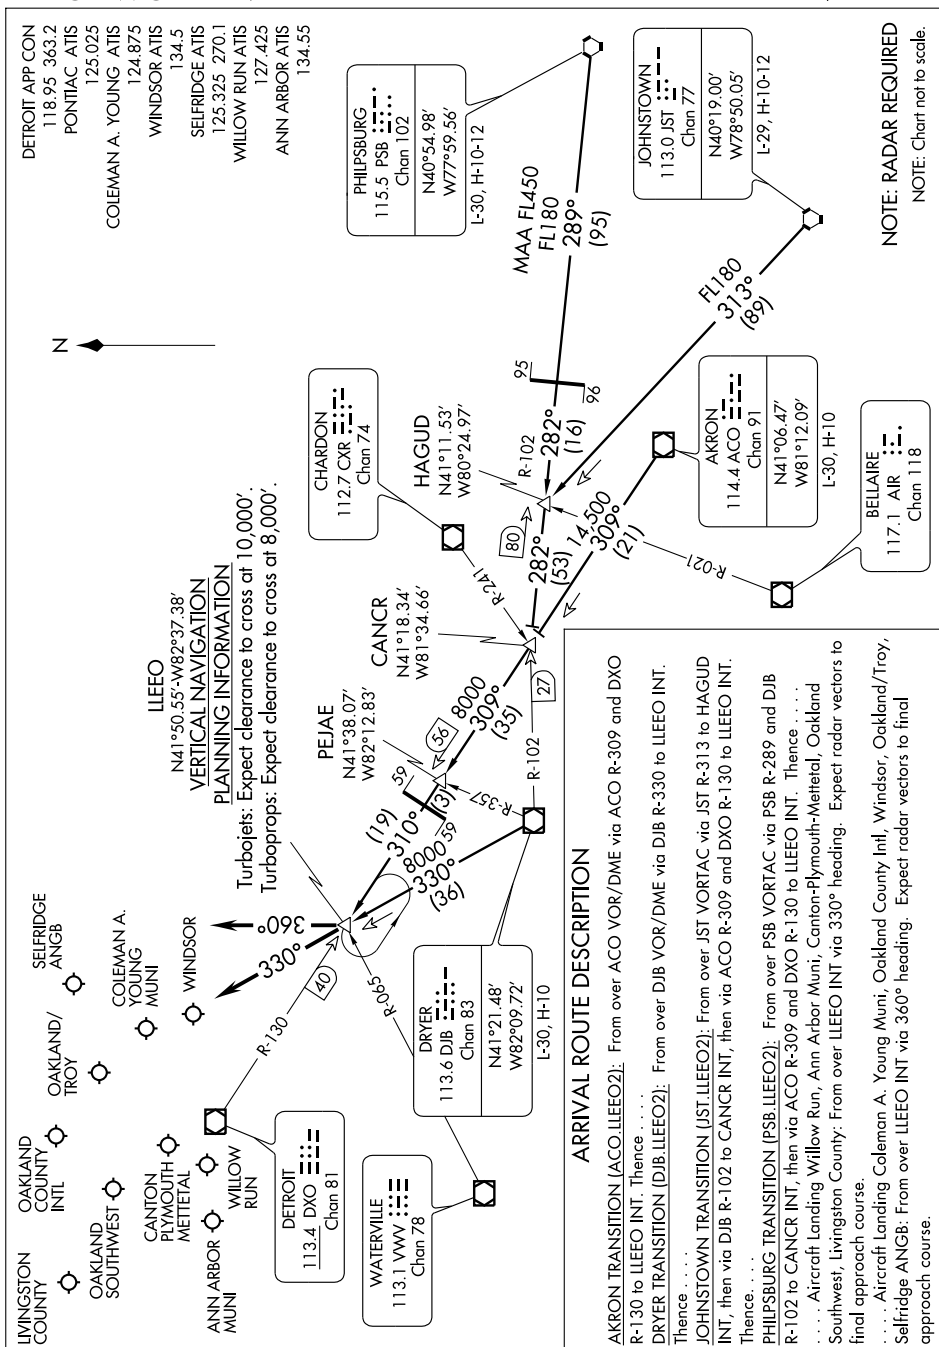 DETROIT APP CON
118.95 363.2
PONTIAC ATIS
125.025
COLEMAN A. YOUNG ATIS
124.875
WINDSOR ATIS
134.5
SELFRIDGE ATIS
125.325 270.1
WILLOW RUN ATIS
127.425
ANN ARBOR ATIS
134.55
N
PHILPSBURG
115.5 PSB
Chan 102
N40°54.98'
W77°59.56'
L-30, H-10-12
JOHNSTOWN
113.0 JST
Chan 77
N40°19.00'
W78°50.05'
L-29, H-10-12
NOTE: RADAR REQUIRED
NOTE: Chart not to scale.
MAA FL450
FL180
289°
(95)
FL180
313°
(89)
95
96
CHARDON
112.7 CXR
Chan 74
HAGUD
N41°11.53'
W80°24.97'
R-102
282°
(16)
AKRON
114.4 ACO
Chan 91
N41°06.47'
W81°12.09'
L-30, H-10
BELLAIRE
117.1 AIR
Chan 118
R-021
80
282°
(53)
14,500
309°
(21)
R-241
CANCR
N41°18.34'
W81°34.66'
27
R-102
8000
309°
(35)
56
PEJAE
N41°38.07'
W82°12.83'
R-357
59
59
(3)
LLEEO
N41°50.55'-W82°37.38'
VERTICAL NAVIGATION
PLANNING INFORMATION
Turbojets: Expect clearance to cross at 10,000'.
Turboprops: Expect clearance to cross at 8,000'.
(19)
310°
8000
330°
(36)
360°
330°
R-130
40
R-065
DRYER
113.6 DJB
Chan 83
N41°21.48'
W82°09.72'
L-30, H-10
DETROIT
113.4 DXO
Chan 81
WATERVILLE
113.1 VWV
Chan 78
SELFRIDGE
ANGB
COLEMAN A.
YOUNG
MUNI
WINDSOR
OAKLAND/
TROY
OAKLAND
COUNTY
INTL
LIVINGSTON
COUNTY
OAKLAND
SOUTHWEST
CANTON
PLYMOUTH
METTETAL
WILLOW
RUN
ANN ARBOR
MUNI
ARRIVAL ROUTE DESCRIPTION
AKRON TRANSITION (ACO.LLEEO2): From over ACO VOR/DME via ACO R-309 and DXO
R-130 to LLEEO INT. Thence . . . .
DRYER TRANSITION (DJB.LLEEO2): From over DJB VOR/DME via DJB R-330 to LLEEO INT.
Thence . . . .
JOHNSTOWN TRANSITION (JST.LLEEO2): From over JST VORTAC via JST R-313 to HAGUD
INT, then via DJB R-102 to CANCR INT, then via ACO R-309 and DXO R-130 to LLEEO INT.
Thence. . . .
PHILPSBURG TRANSITION (PSB.LLEEO2): From over PSB VORTAC via PSB R-289 and DJB
R-102 to CANCR INT, then via ACO R-309 and DXO R-130 to LLEEO INT. Thence . . . .
. . . . Aircraft Landing Willow Run, Ann Arbor Muni, Canton-Plymouth-Mettetal, Oakland
Southwest, Livingston County: From over LLEEO INT via 330° heading. Expect radar vectors to
final approach course.
. . . . Aircraft Landing Coleman A. Young Muni, Oakland County Intl, Windsor, Oakland/Troy,
Selfridge ANGB: From over LLEEO INT via 360° heading. Expect radar vectors to final
approach course.